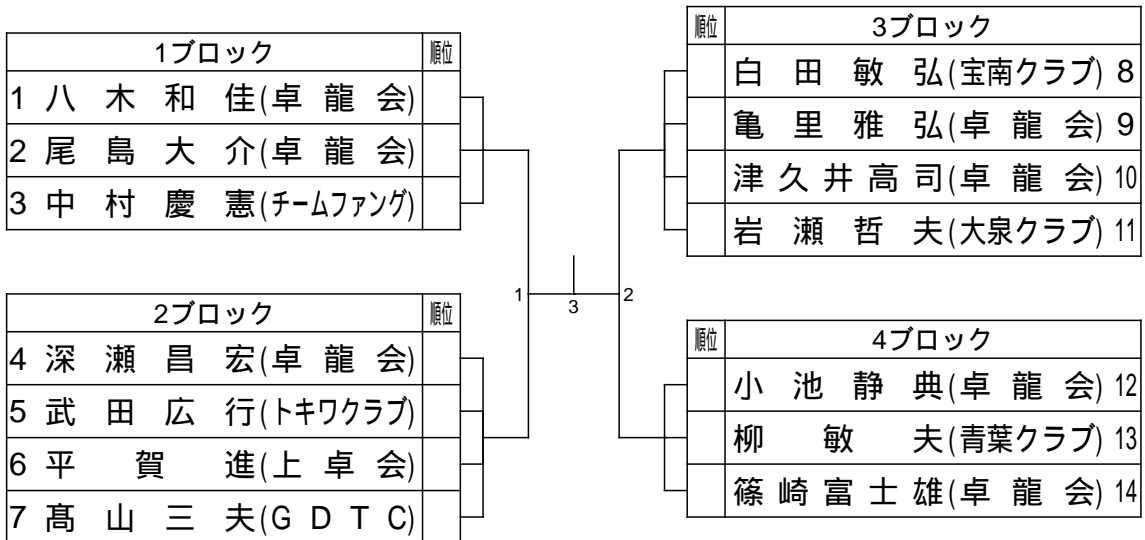 1ブロック 順位
1 八木和佳(卓龍会)
2 尾島大介(卓龍会)
3 中村慶憲(チームファング)
2ブロック 順位
4 深瀬昌宏(卓龍会)
5 武田広行(トキワクラブ)
6 平賀進(上卓会)
7 髙山三夫(GDTC)
1
3
2
順位 3ブロック
白田敏弘(宝南クラブ) 8
亀里雅弘(卓龍会) 9
津久井高司(卓龍会) 10
岩瀬哲夫(大泉クラブ) 11
順位 4ブロック
小池静典(卓龍会) 12
柳敏夫(青葉クラブ) 13
篠崎富士雄(卓龍会) 14